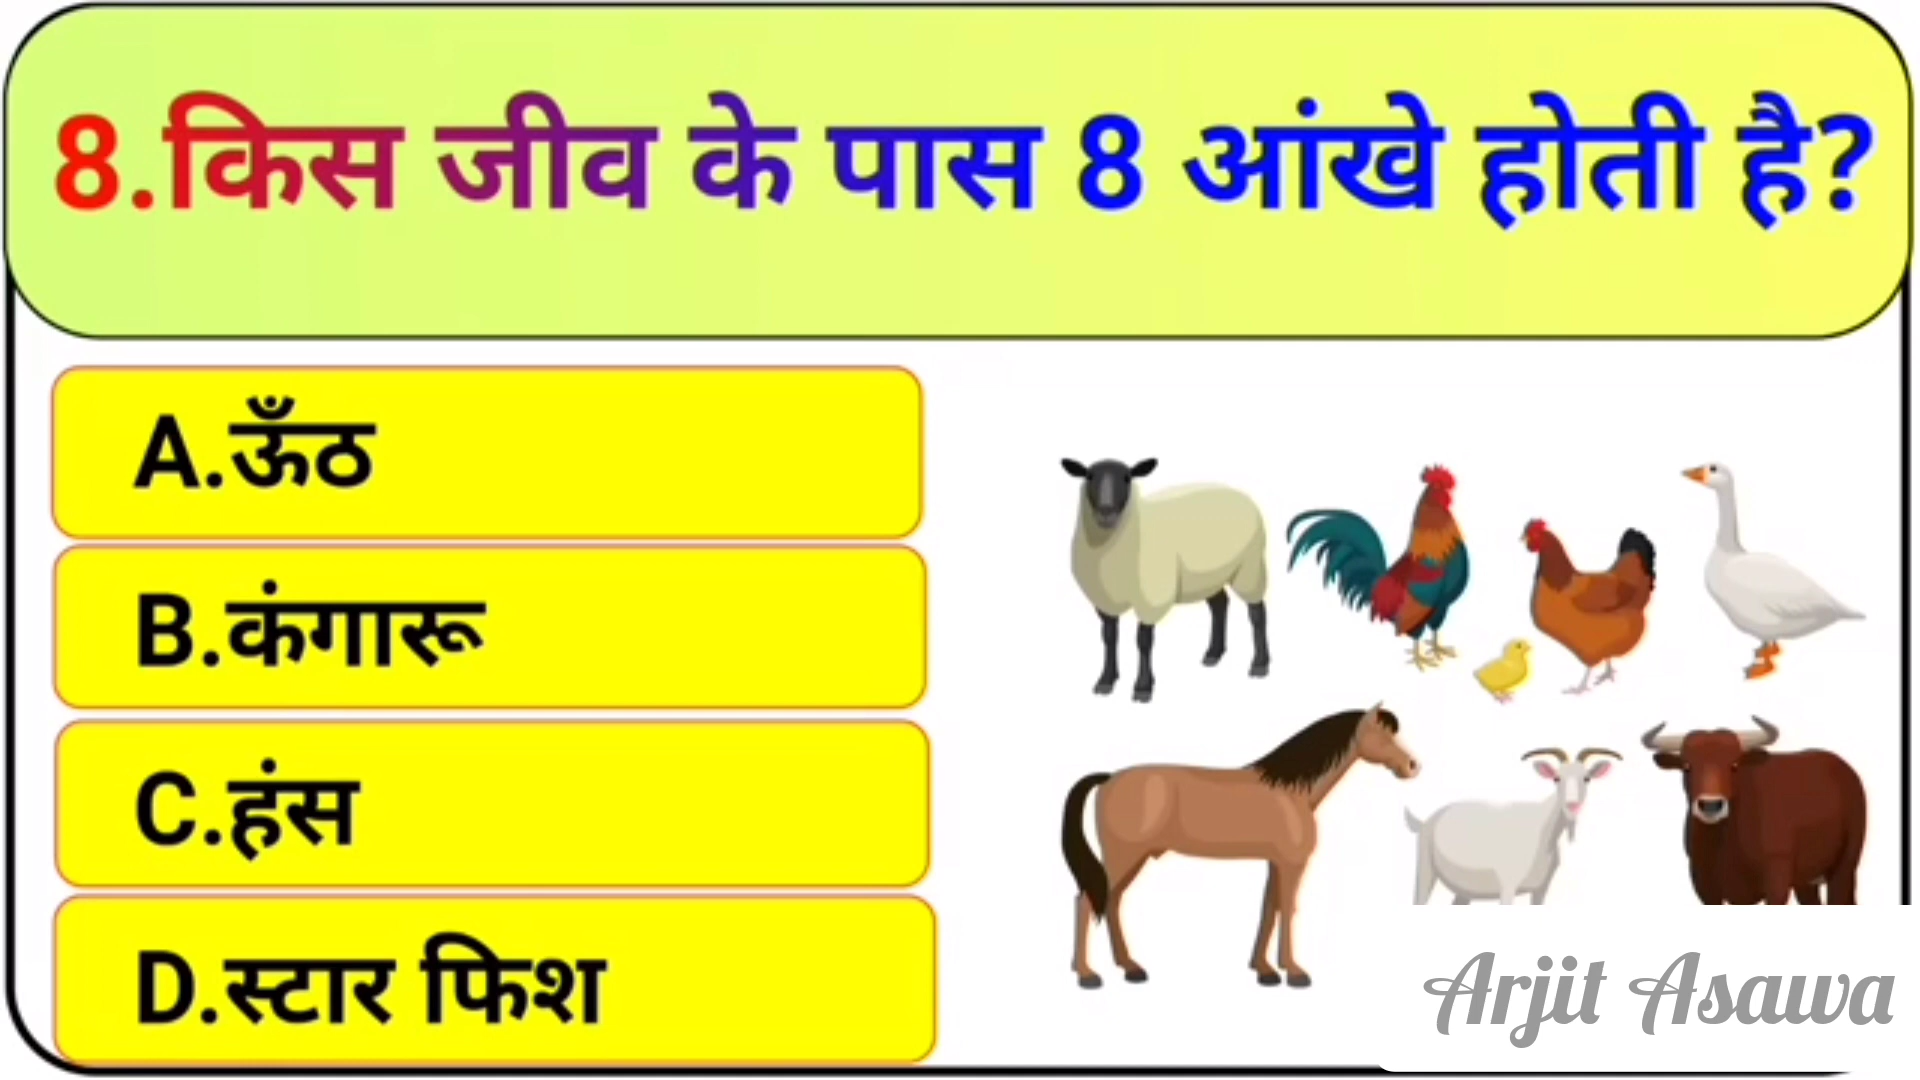 8.किस जीव के पास 8 आंखे होती है?
A.ऊँठ
B.कंगारू
C.हंस
D.स्टार फिश
Arjit Asawa